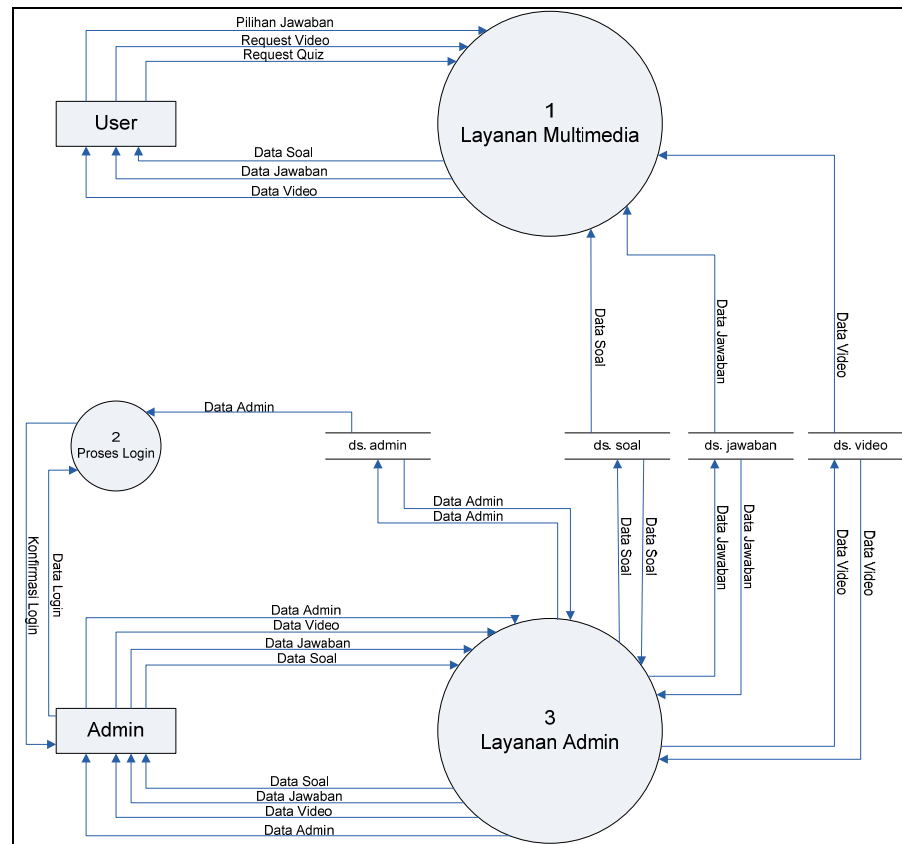 Pilihan Jawaban
Request Video
Request Quiz
1
Layanan Multimedia
User
Data Soal
Data Jawaban
Data Video
Data Soal
Data Jawaban
Data Video
Data Admin
2
Proses Login
ds. admin
ds. soal
ds. jawaban
ds. video
Data Admin
Data Admin
Data Soal
Data Soal
Data Jawaban
Data Jawaban
Data Video
Data Video
Konfirmasi Login
Data Login
Data Admin
Data Video
Data Jawaban
Data Soal
Admin
3
Layanan Admin
Data Soal
Data Jawaban
Data Video
Data Admin